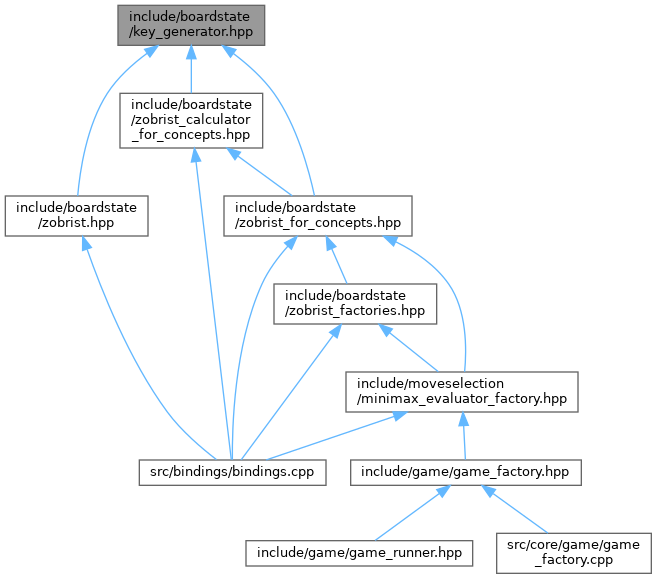 include/boardstate
/key_generator.hpp
include/boardstate
/zobrist_calculator
_for_concepts.hpp
include/boardstate
/zobrist.hpp
include/boardstate
/zobrist_for_concepts.hpp
include/boardstate
/zobrist_factories.hpp
include/moveselection
/minimax_evaluator_factory.hpp
src/bindings/bindings.cpp
include/game/game_factory.hpp
include/game/game_runner.hpp
src/core/game/game
_factory.cpp